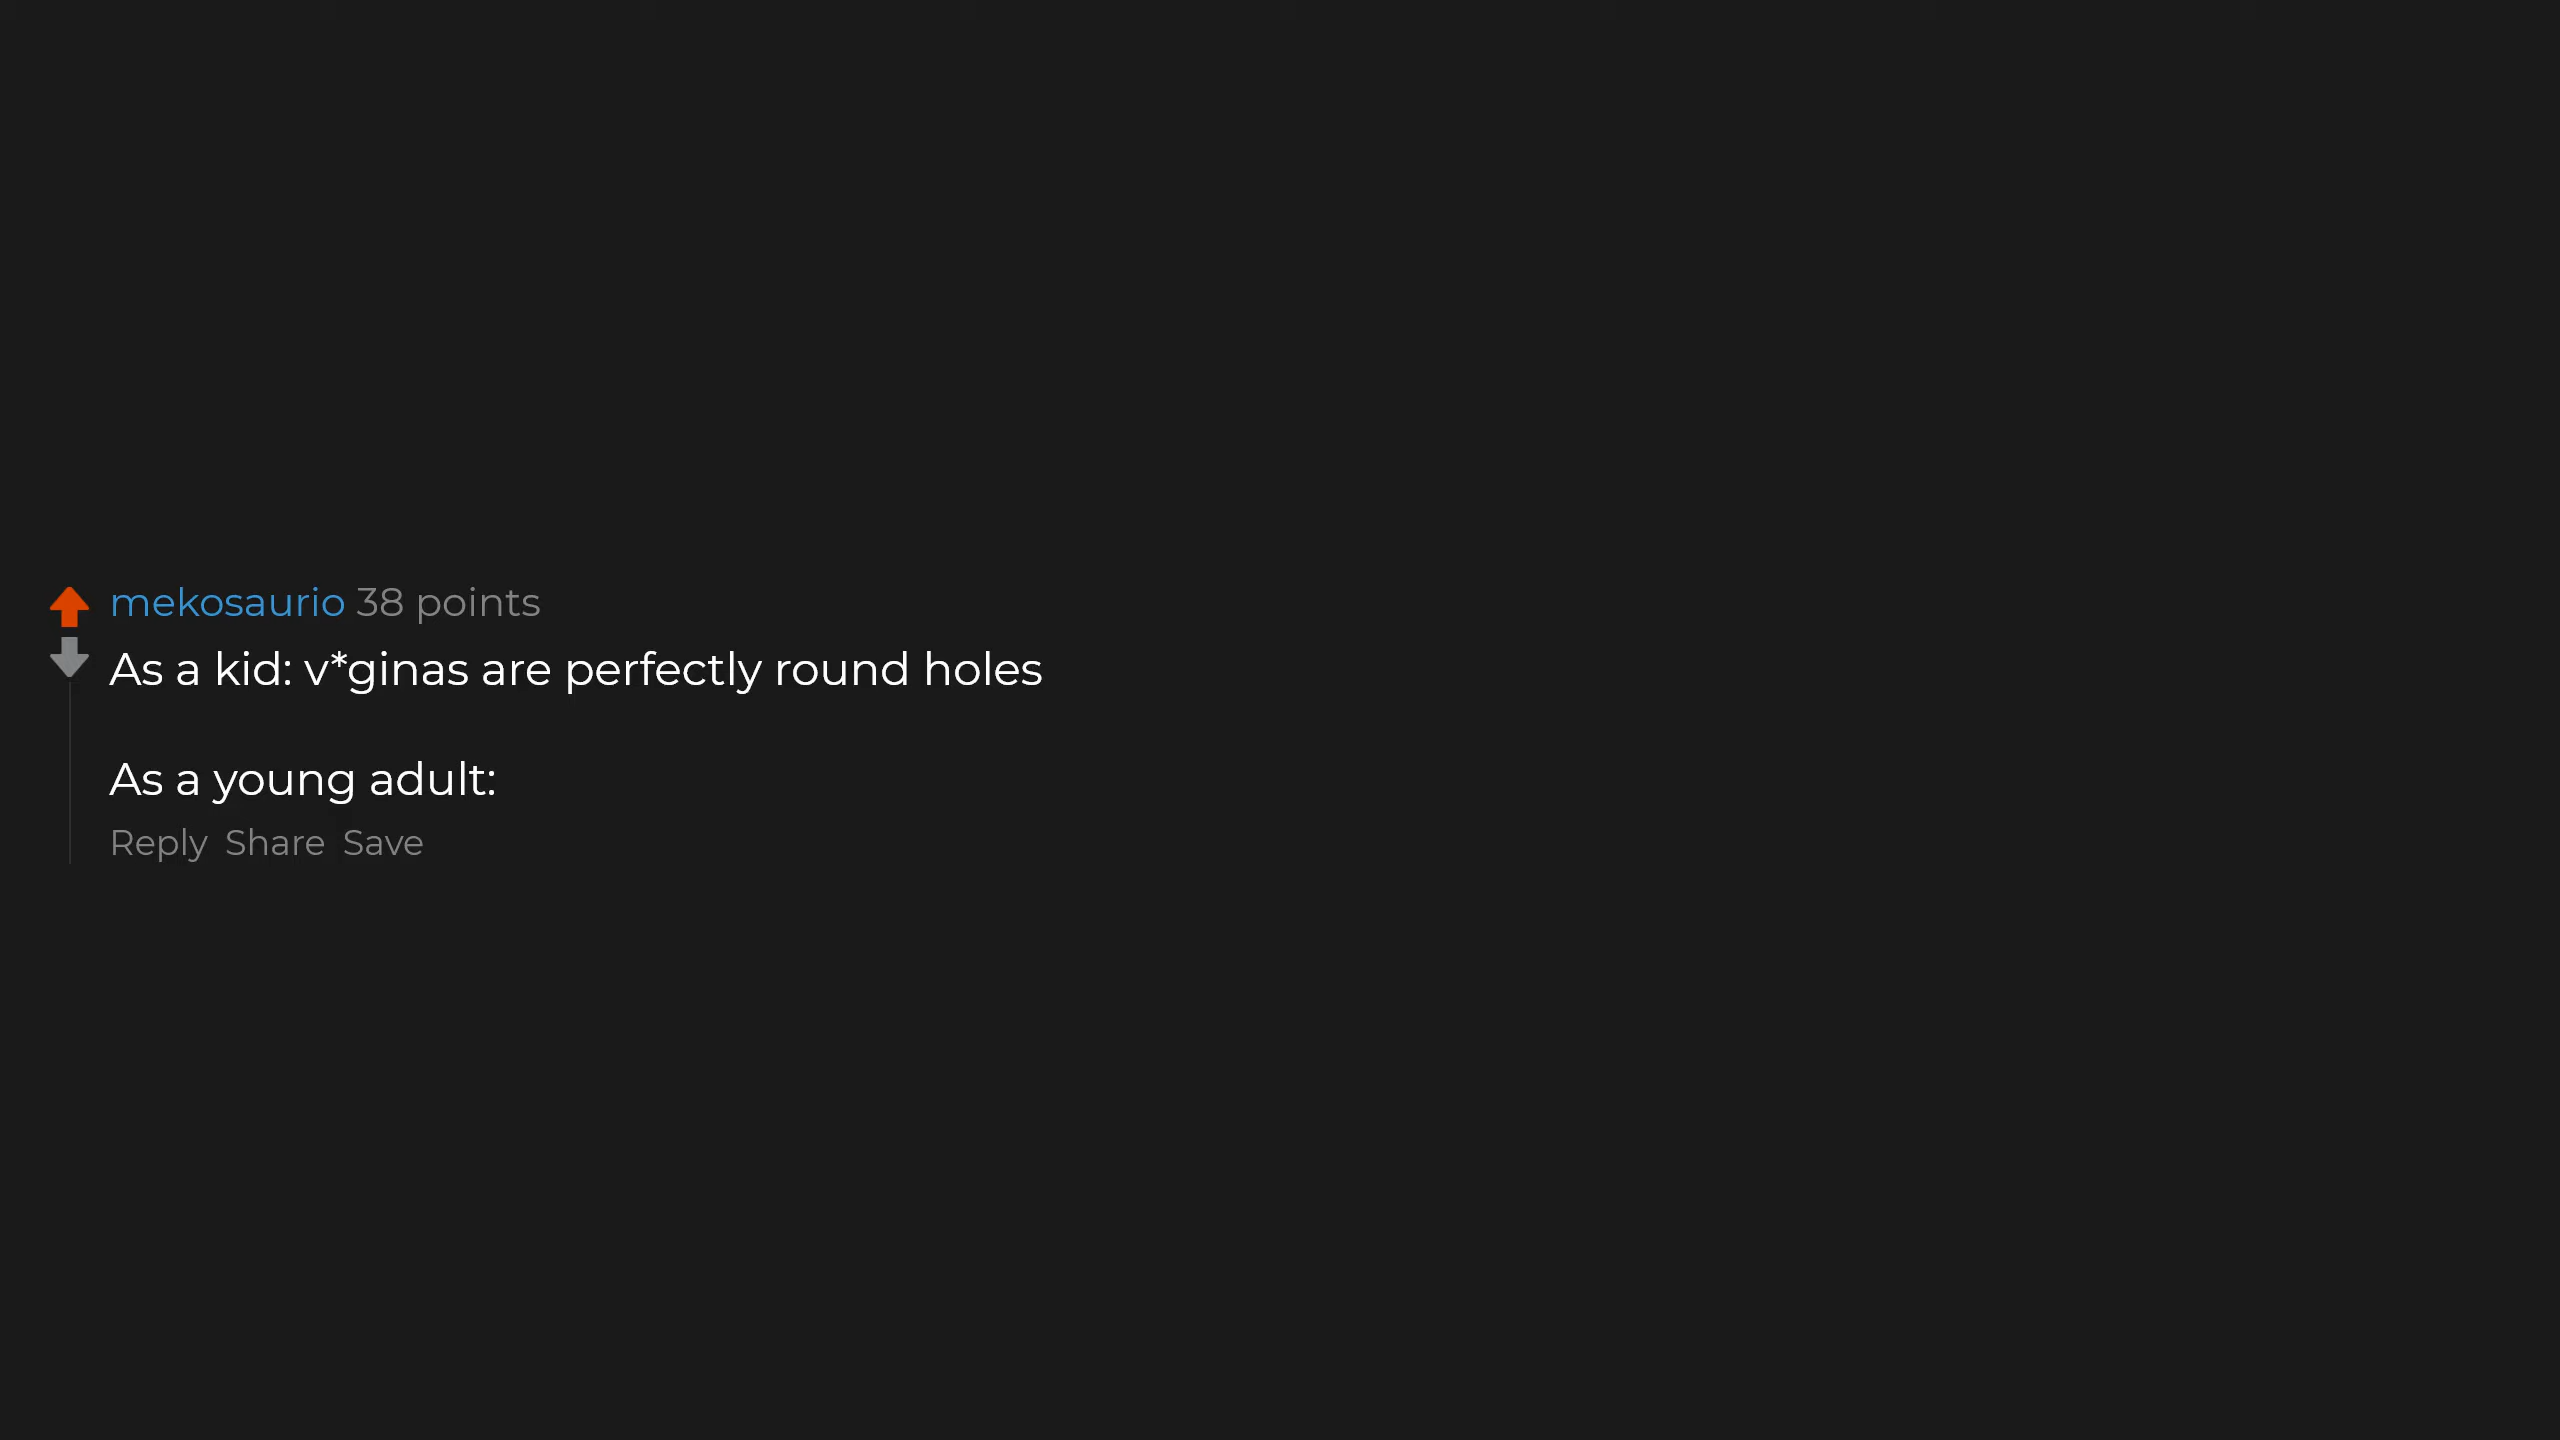 mekosaurio 38 points
As a kid: v*ginas are perfectly round holes
As a young adult:
Reply Share Save